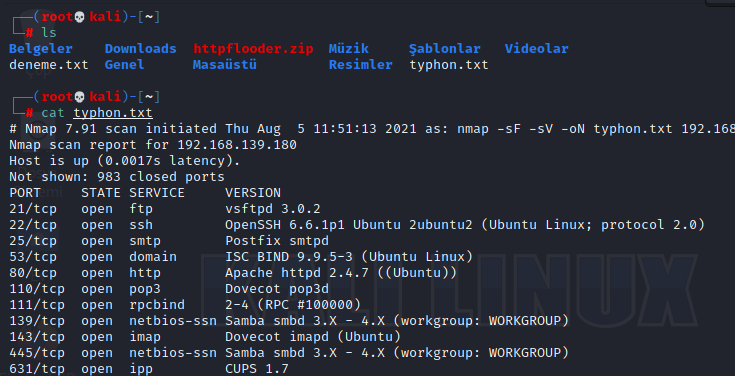 ┌──(root💀kali)-[~]
└─# ls
Belgeler    Downloads  httpflooder.zip  Müzik     Şablonlar   Videolar
deneme.txt  Genel      Masaüstü         Resimler  typhon.txt
┌──(root💀kali)-[~]
└─# cat typhon.txt
# Nmap 7.91 scan initiated Thu Aug  5 11:51:13 2021 as: nmap -sF -sV -oN typhon.txt 192.168
Nmap scan report for 192.168.139.180
Host is up (0.0017s latency).
Not shown: 983 closed ports
PORT     STATE SERVICE     VERSION
21/tcp   open  ftp         vsftpd 3.0.2
22/tcp   open  ssh         OpenSSH 6.6.1p1 Ubuntu 2ubuntu2 (Ubuntu Linux; protocol 2.0)
25/tcp   open  smtp        Postfix smtpd
53/tcp   open  domain      ISC BIND 9.9.5-3 (Ubuntu Linux)
80/tcp   open  http        Apache httpd 2.4.7 ((Ubuntu))
110/tcp  open  pop3        Dovecot pop3d
111/tcp  open  rpcbind     2-4 (RPC #100000)
139/tcp  open  netbios-ssn Samba smbd 3.X - 4.X (workgroup: WORKGROUP)
143/tcp  open  imap        Dovecot imapd (Ubuntu)
445/tcp  open  netbios-ssn Samba smbd 3.X - 4.X (workgroup: WORKGROUP)
631/tcp  open  ipp         CUPS 1.7
KALI LINUX